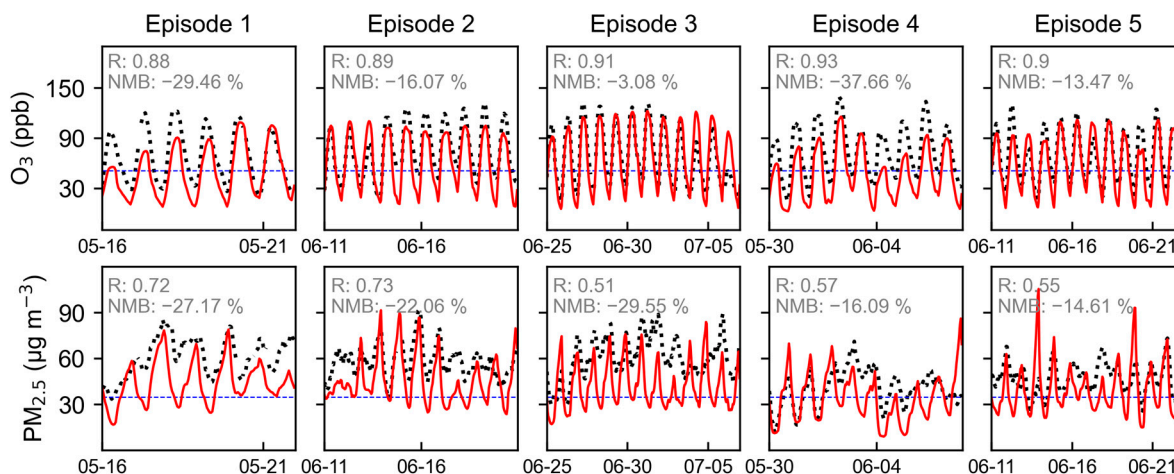 Episode 1
Episode 2
Episode 3
Episode 4
Episode 5
O₃ (ppb)
150
90
30
R: 0.88
NMB: −29.46 %
R: 0.89
NMB: −16.07 %
R: 0.91
NMB: −3.08 %
R: 0.93
NMB: −37.66 %
R: 0.9
NMB: −13.47 %
05-16
05-21
06-11
06-16
06-25
06-30
07-05
05-30
06-04
06-11
06-16
06-21
PM₂.₅ (μg m⁻³)
90
60
30
R: 0.72
NMB: −27.17 %
R: 0.73
NMB: −22.06 %
R: 0.51
NMB: −29.55 %
R: 0.57
NMB: −16.09 %
R: 0.55
NMB: −14.61 %
05-16
05-21
06-11
06-16
06-25
06-30
07-05
05-30
06-04
06-11
06-16
06-21